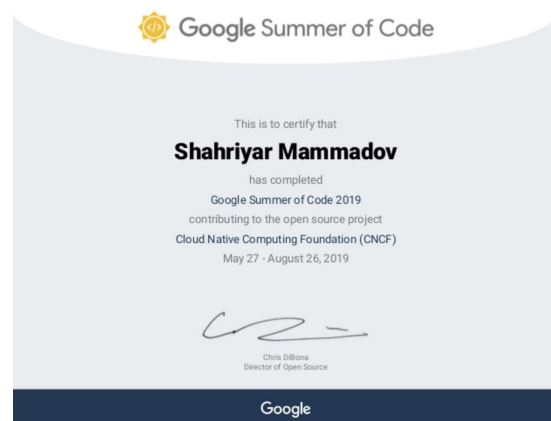 Google Summer of Code
This is to certify that
Shahriyar Mammadov
has completed
Google Summer of Code 2019
contributing to the open source project
Cloud Native Computing Foundation (CNCF)
May 27 - August 26, 2019
Chris DiBona
Director of Open Source
Google